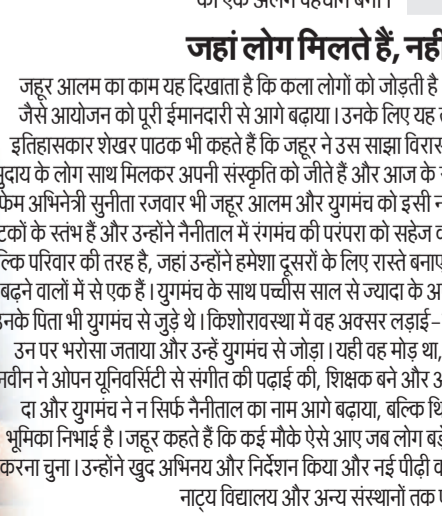 की एक अलग पहचान बनी।
जहां लोग मिलते हैं, नहीं
जहूर आलम का काम यह दिखाता है कि कला लोगों को जोड़ती है
जैसे आयोजन को पूरी ईमानदारी से आगे बढ़ाया। उनके लिए यह
इतिहासकार शेखर पाठक भी कहते हैं कि जहूर ने उस साझा विरास
मुदाय के लोग साथ मिलकर अपनी संस्कृति को जीते हैं और आज के
फेम अभिनेत्री सुनीता रजवार भी जहूर आलम और युगमंच को इसी
टकों के स्तंभ हैं और उन्होंने नैनीताल में रंगमंच की परंपरा को सहेज
ल्कि परिवार की तरह है, जहां उन्होंने हमेशा दूसरों के लिए रास्ते बनाए
बढ़ने वालों में से एक हैं। युगमंच के साथ पच्चीस साल से ज्यादा के
नके पिता भी युगमंच से जुड़े थे। किशोरावस्था में वह अक्सर लड़ाई-
उन पर भरोसा जताया और उन्हें युगमंच से जोड़ा। यही वह मोड़ था,
नवीन ने ओपन यूनिवर्सिटी से संगीत की पढ़ाई की, शिक्षक बने और
दा और युगमंच ने न सिर्फ नैनीताल का नाम आगे बढ़ाया, बल्कि
भूमिका निभाई है। जहूर कहते हैं कि कई मौके ऐसे आए जब लोग बड़े
करना चुना। उन्होंने खुद अभिनय और निर्देशन किया और नई पीढ़ी
नाट्य विद्यालय और अन्य संस्थानों तक